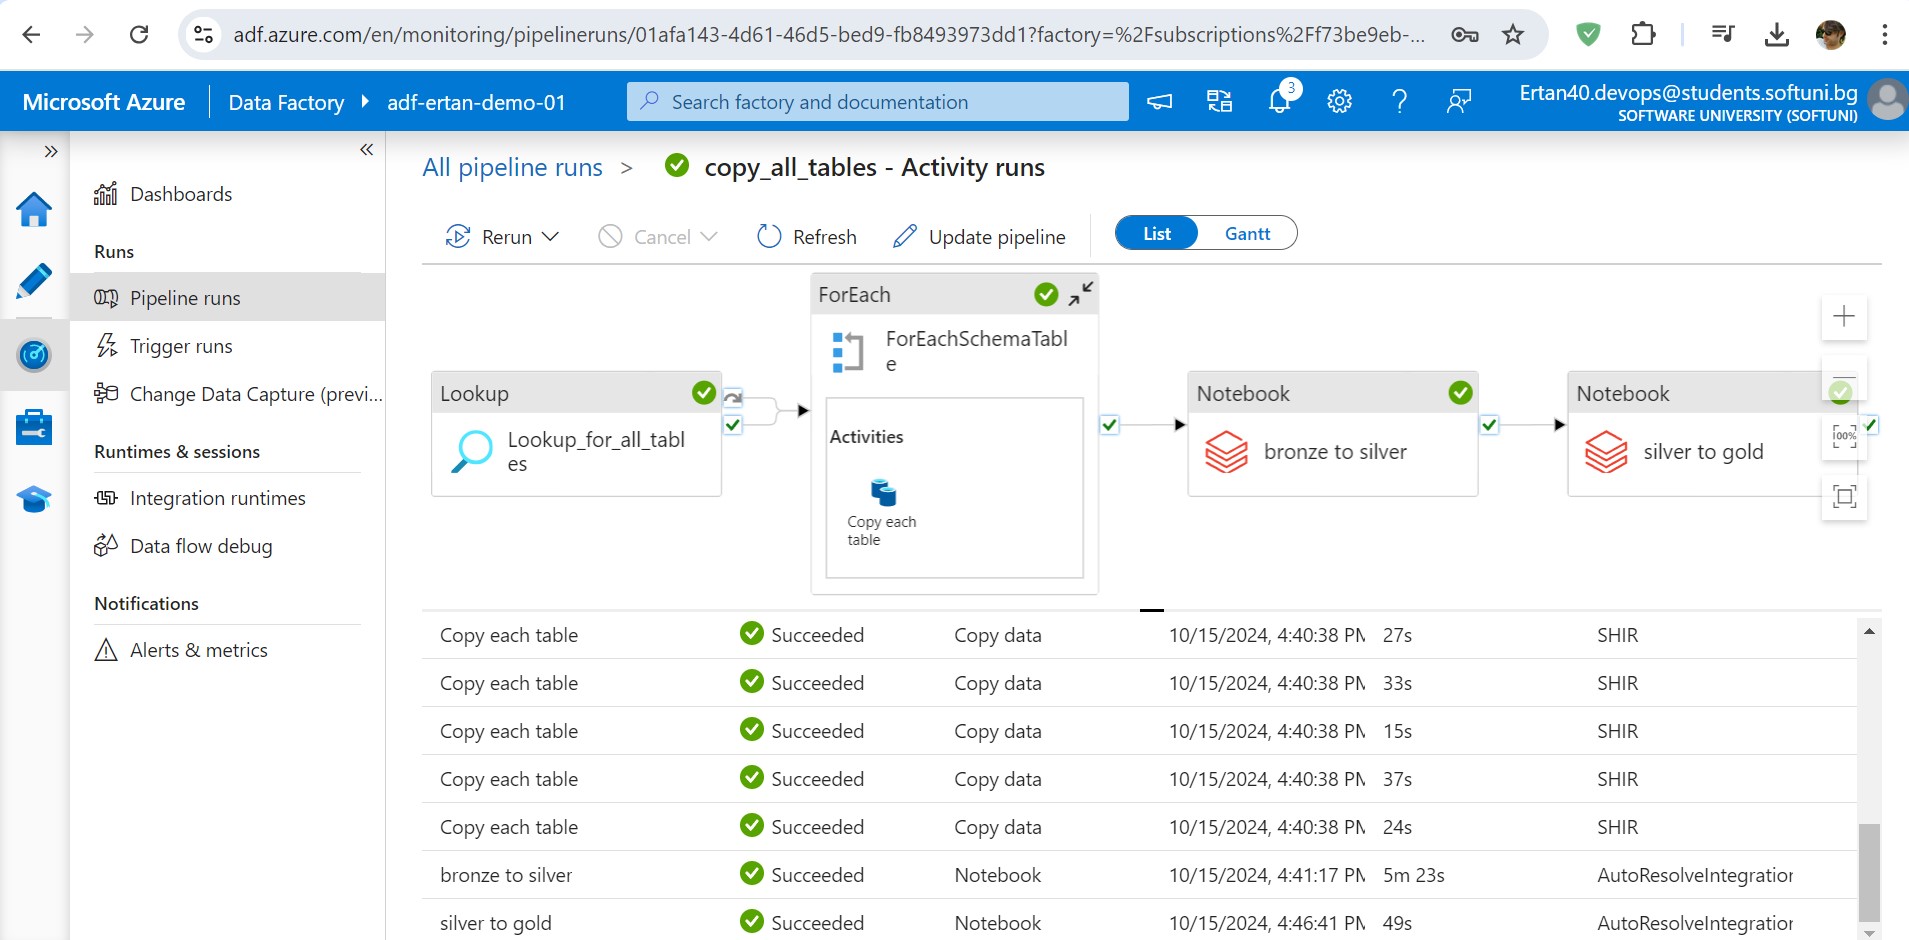 adf.azure.com/en/monitoring/pipelineruns/01afa143-4d61-46d5-bed9-fb8493973dd1?factory=%2Fsubscriptions%2Ff73be9eb-...
Microsoft Azure
Data Factory
adf-ertan-demo-01
Search factory and documentation
3
Ertan40.devops@students.softuni.bg
SOFTWARE UNIVERSITY (SOFTUNI)
Dashboards
Runs
Pipeline runs
Trigger runs
Change Data Capture (previ...
Runtimes & sessions
Integration runtimes
Data flow debug
Notifications
Alerts & metrics
All pipeline runs > copy_all_tables - Activity runs
Rerun
Cancel
Refresh
Update pipeline
List
Gantt
Lookup
Lookup_for_all_tabl
es
ForEach
ForEachSchemaTabl
e
Activities
Copy each
table
Notebook
bronze to silver
Notebook
silver to gold
100%
Copy each table Succeeded Copy data 10/15/2024, 4:40:38 PM 27s SHIR
Copy each table Succeeded Copy data 10/15/2024, 4:40:38 PM 33s SHIR
Copy each table Succeeded Copy data 10/15/2024, 4:40:38 PM 15s SHIR
Copy each table Succeeded Copy data 10/15/2024, 4:40:38 PM 37s SHIR
Copy each table Succeeded Copy data 10/15/2024, 4:40:38 PM 24s SHIR
bronze to silver Succeeded Notebook 10/15/2024, 4:41:17 PM 5m 23s AutoResolveIntegration
silver to gold Succeeded Notebook 10/15/2024, 4:46:41 PM 49s AutoResolveIntegration